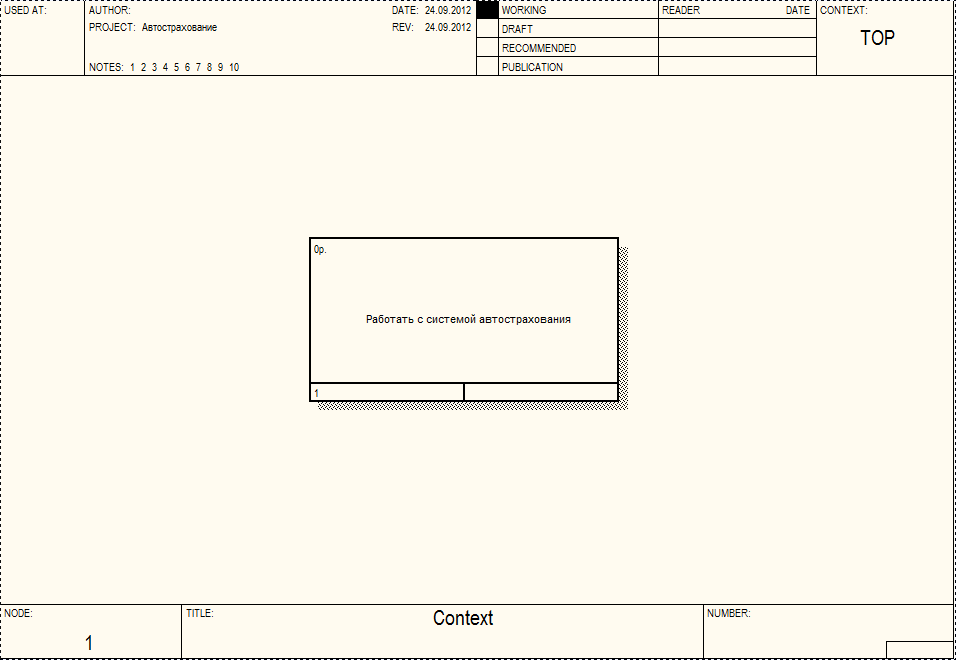 USED AT:
AUTHOR:
DATE: 24.09.2012
WORKING
READER DATE
CONTEXT:
PROJECT: Автострахование
REV: 24.09.2012
DRAFT
TOP
RECOMMENDED
NOTES: 1 2 3 4 5 6 7 8 9 10
PUBLICATION
0р.
Работать с системой автострахования
1
NODE:
TITLE:
Context
NUMBER:
1